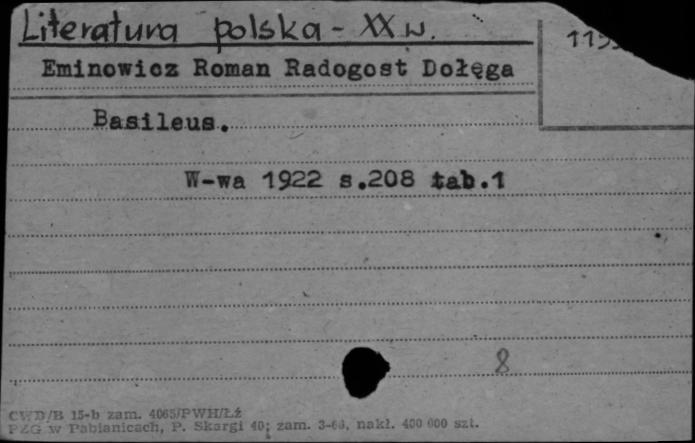 Literatura polska - XX w.
Eminowicz Roman Radogost Dołęga
Basileus.
W-wa 1922 s.208 tab.1
8
CWD/B 15-b zam. 4065/PWH/Łź
PZG w Pabianicach, P. Skargi 40; zam. 3-63, nakł. 400 000 szt.